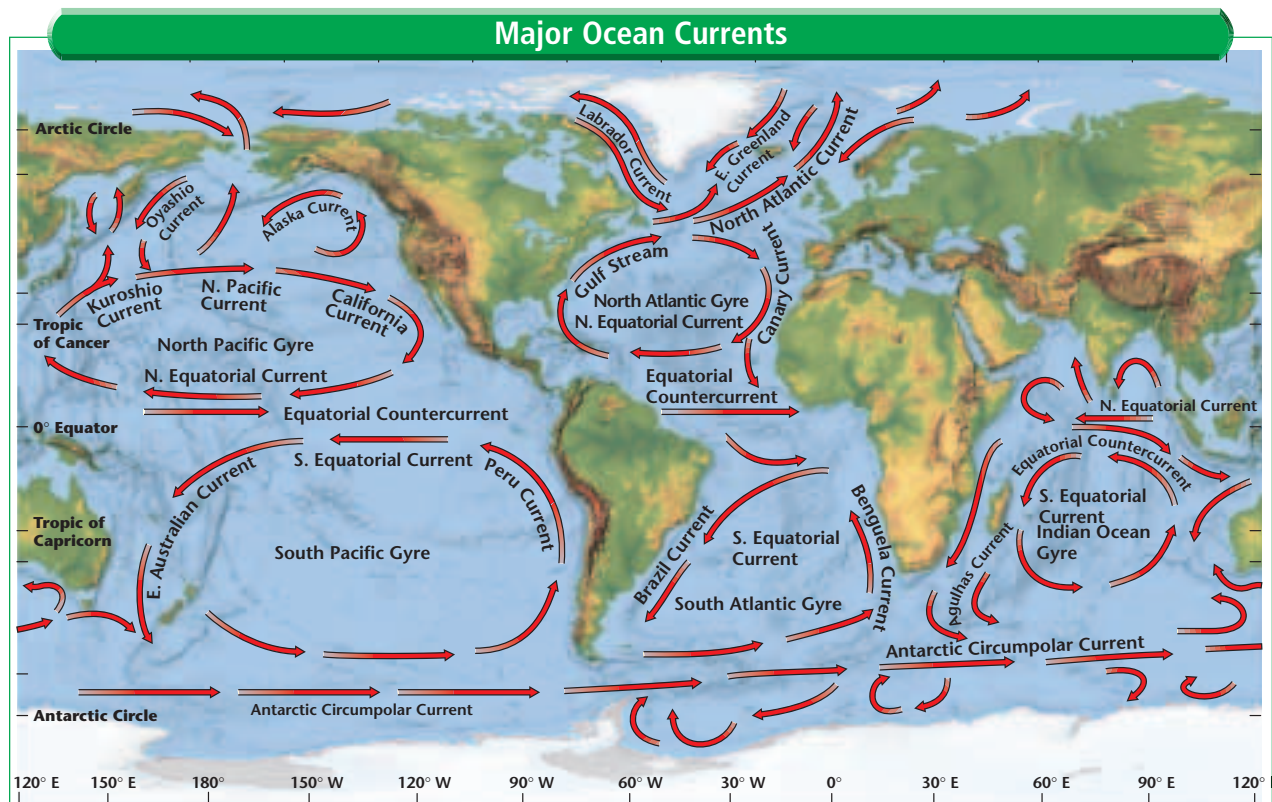 Major Ocean Currents
Arctic Circle
Labrador Current
E. Greenland
Current
North Atlantic Current
Oyashio
Current
Alaska Current
Kuroshio
Current
N. Pacific
Current
California
Current
Gulf Stream
Canary Current
North Atlantic Gyre
N. Equatorial Current
Tropic
of Cancer
North Pacific Gyre
N. Equatorial Current
Equatorial
Countercurrent
Equatorial Countercurrent
N. Equatorial Current
0° Equator
S. Equatorial Current
Equatorial Countercurrent
E. Australian Current
Peru Current
Tropic of
Capricorn
South Pacific Gyre
Brazil Current
S. Equatorial
Current
Benguela Current
South Atlantic Gyre
Agulhas Current
S. Equatorial
Current
Indian Ocean
Gyre
Antarctic Circumpolar Current
Antarctic Circumpolar Current
Antarctic Circle
120° E 150° E 180° 150° W 120° W 90° W 60° W 30° W 0° 30° E 60° E 90° E 120°